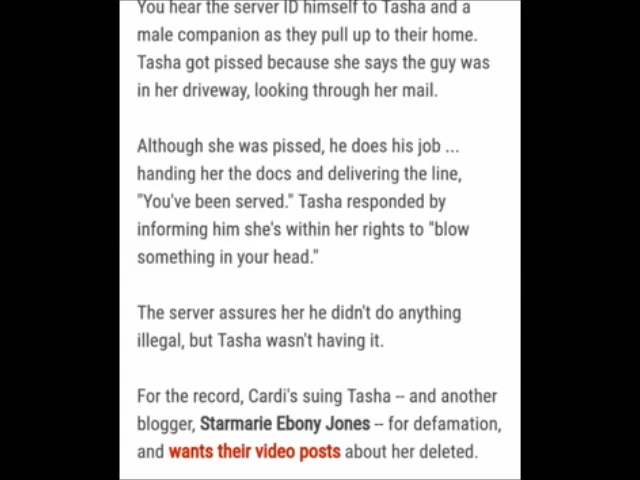 You hear the server ID himself to Tasha and a
male companion as they pull up to their home.
Tasha got pissed because she says the guy was
in her driveway, looking through her mail.
Although she was pissed, he does his job ...
handing her the docs and delivering the line,
"You've been served." Tasha responded by
informing him she's within her rights to "blow
something in your head."
The server assures her he didn't do anything
illegal, but Tasha wasn't having it.
For the record, Cardi's suing Tasha -- and another
blogger, Starmarie Ebony Jones -- for defamation,
and wants their video posts about her deleted.